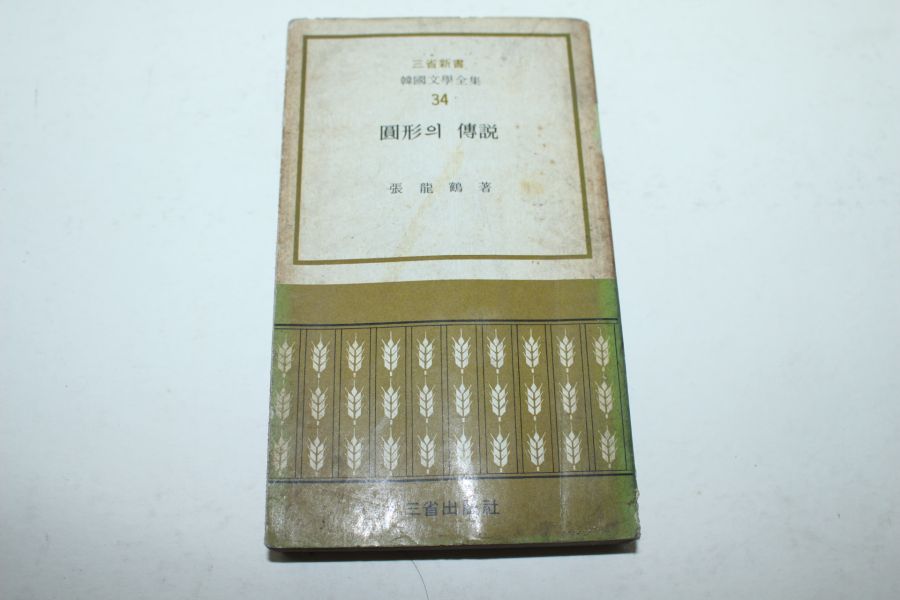 三省新書
韓國文學全集
34
圓形의 傳説
張龍鶴 著
三省出版社